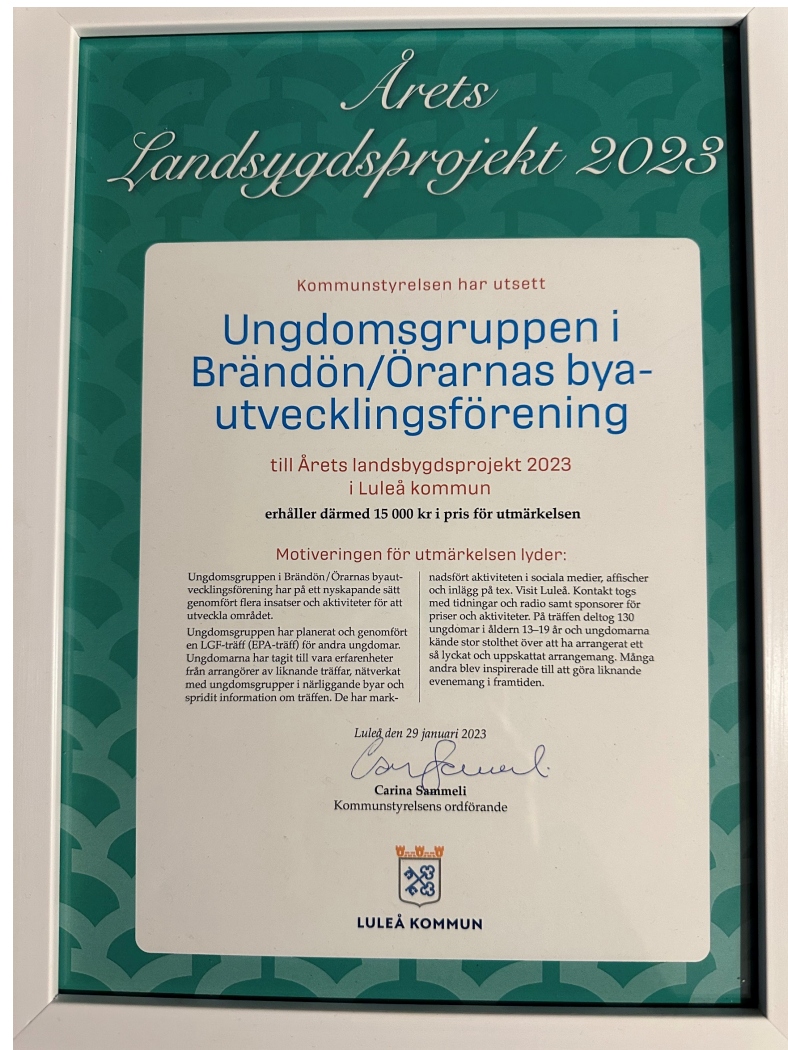 Årets
Landsygdsprojekt 2023
Kommunstyrelsen har utsett
Ungdomsgruppen i
Brändön/Örarnas bya-
utvecklingsförening
till Årets landsbygdsprojekt 2023
i Luleå kommun
erhåller därmed 15 000 kr i pris för utmärkelsen
Motiveringen för utmärkelsen lyder:
Ungdomsgruppen i Brändön/Örarnas byaut-
vecklingsförening har på ett nyskapande sätt
genomfört flera insatser och aktiviteter för att
utveckla området.
Ungdomsgruppen har planerat och genomfört
en LGF-träff (EPA-träff) för andra ungdomar.
Ungdomarna har tagit till vara erfarenheter
från arrangörer av liknande träffar, nätverkat
med ungdomsgrupper i närliggande byar och
spridit information om träffen. De har mark-
nadsfört aktiviteten i sociala medier, affischer
och inlägg på tex. Visit Luleå. Kontakt togs
med tidningar och radio samt sponsorer för
priser och aktiviteter. På träffen deltog 130
ungdomar i åldern 13–19 år och ungdomarna
kände stor stolthet över att ha arrangerat ett
så lyckat och uppskattat arrangemang. Många
andra blev inspirerade till att göra liknande
evenemang i framtiden.
Luleå den 29 januari 2023
Carina Sammeli
Kommunstyrelsens ordförande
LULEÅ KOMMUN